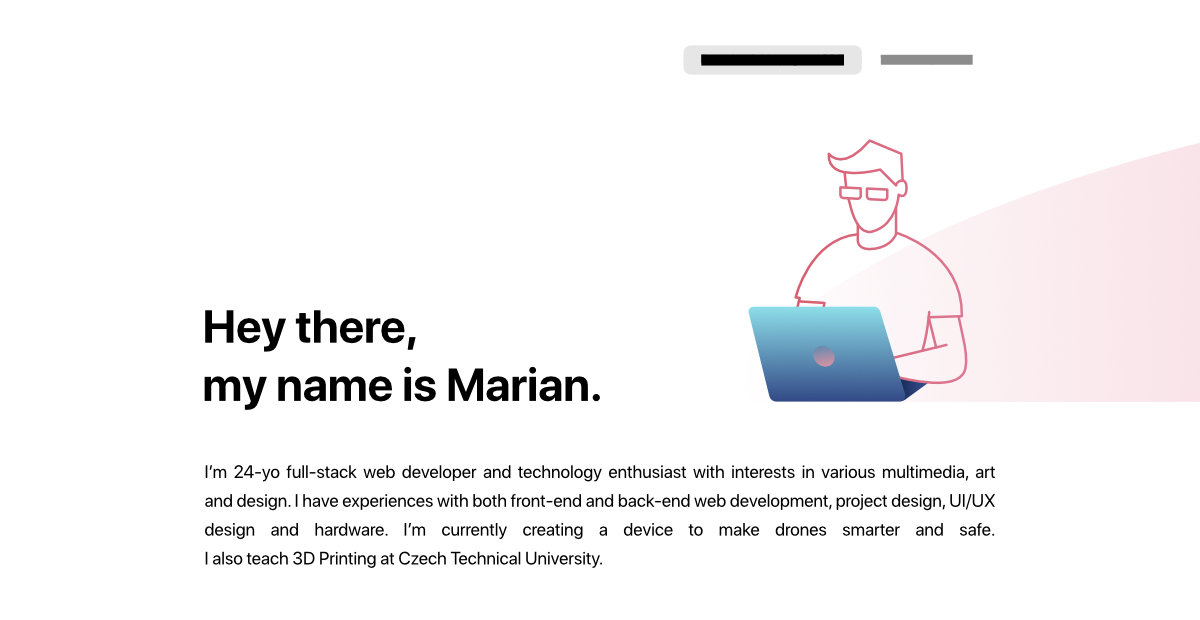 Hey there,
my name is Marian.
I’m 24-yo full-stack web developer and technology enthusiast with interests in various multimedia, art
and design. I have experiences with both front-end and back-end web development, project design, UI/UX
design and hardware. I’m currently creating a device to make drones smarter and safe.
I also teach 3D Printing at Czech Technical University.